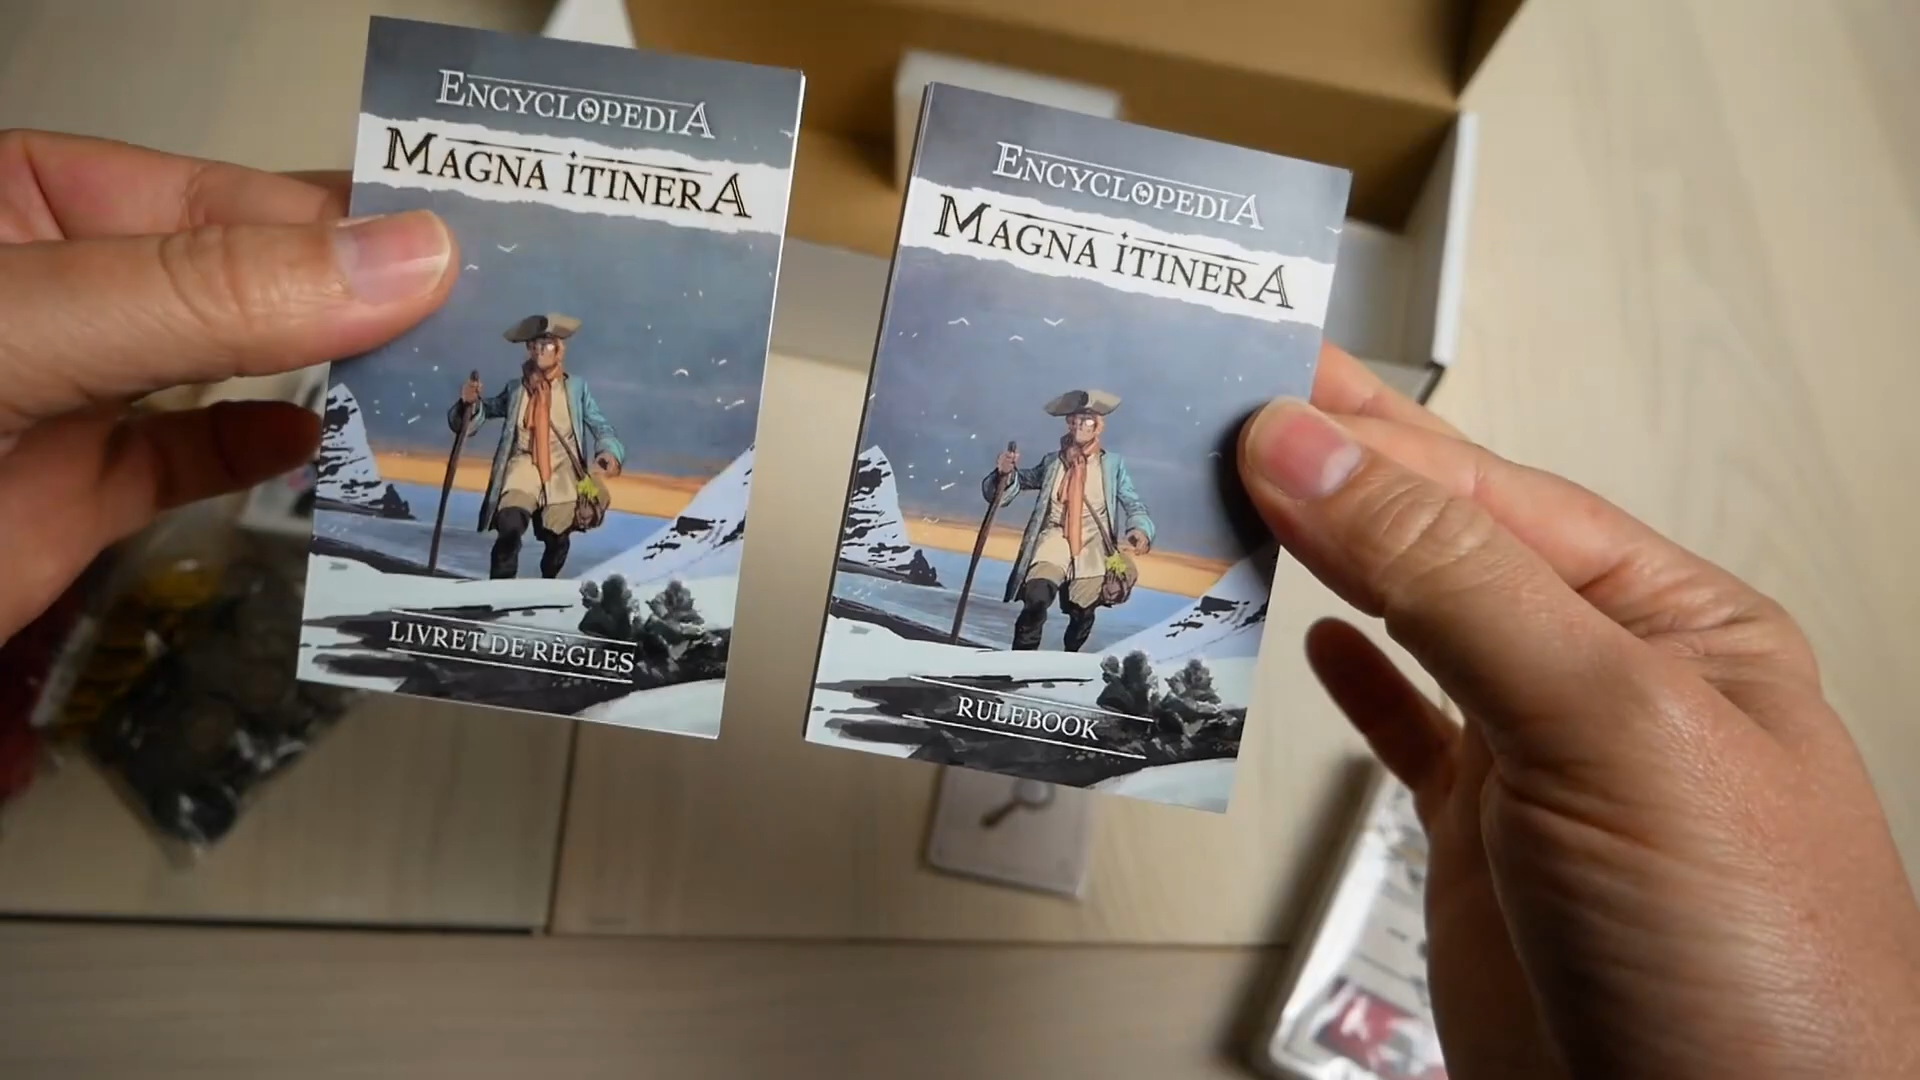 ENCYCLOPEDIA
MAGNA ITINERA
LIVRET DE RÈGLES
ENCYCLOPEDIA
MAGNA ITINERA
RULEBOOK